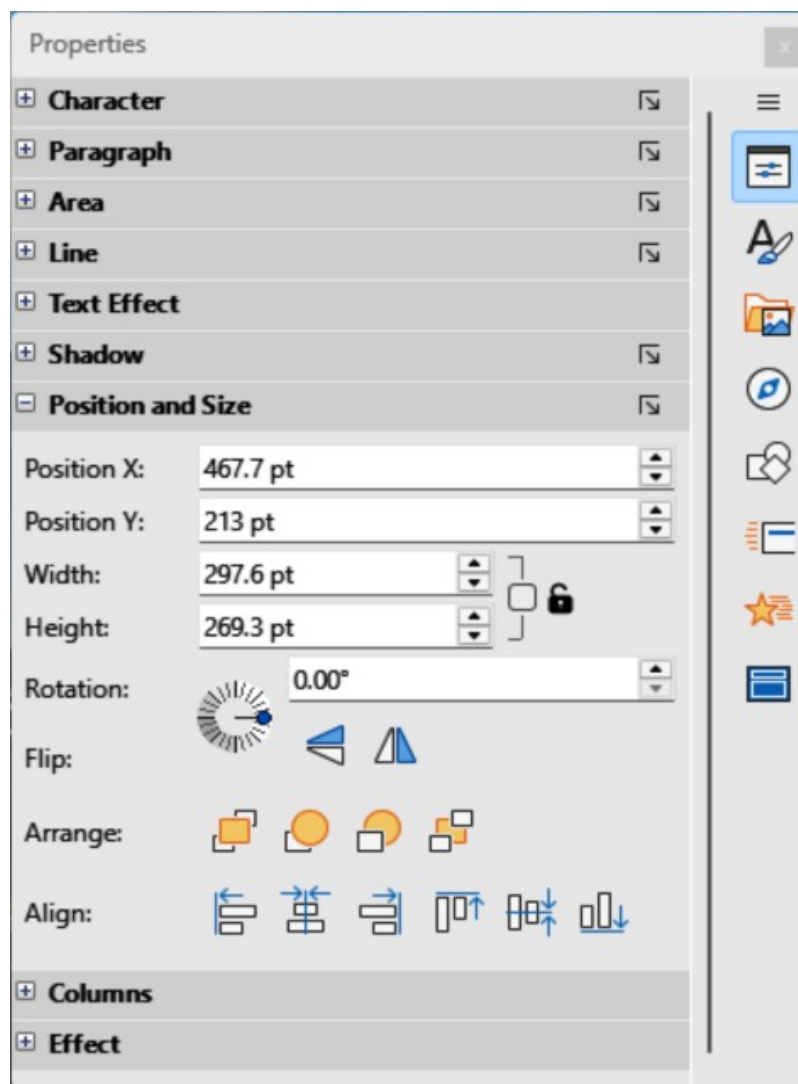 Properties
Character
Paragraph
Area
Line
Text Effect
Shadow
Position and Size
Position X: 467.7 pt
Position Y: 213 pt
Width: 297.6 pt
Height: 269.3 pt
Rotation: 0.00°
Flip:
Arrange:
Align:
Columns
Effect